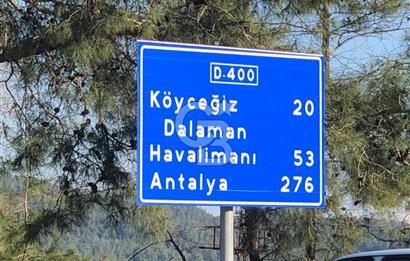 D-400
Köyceğiz 20
Dalaman
Havalimanı 53
Antalya 276